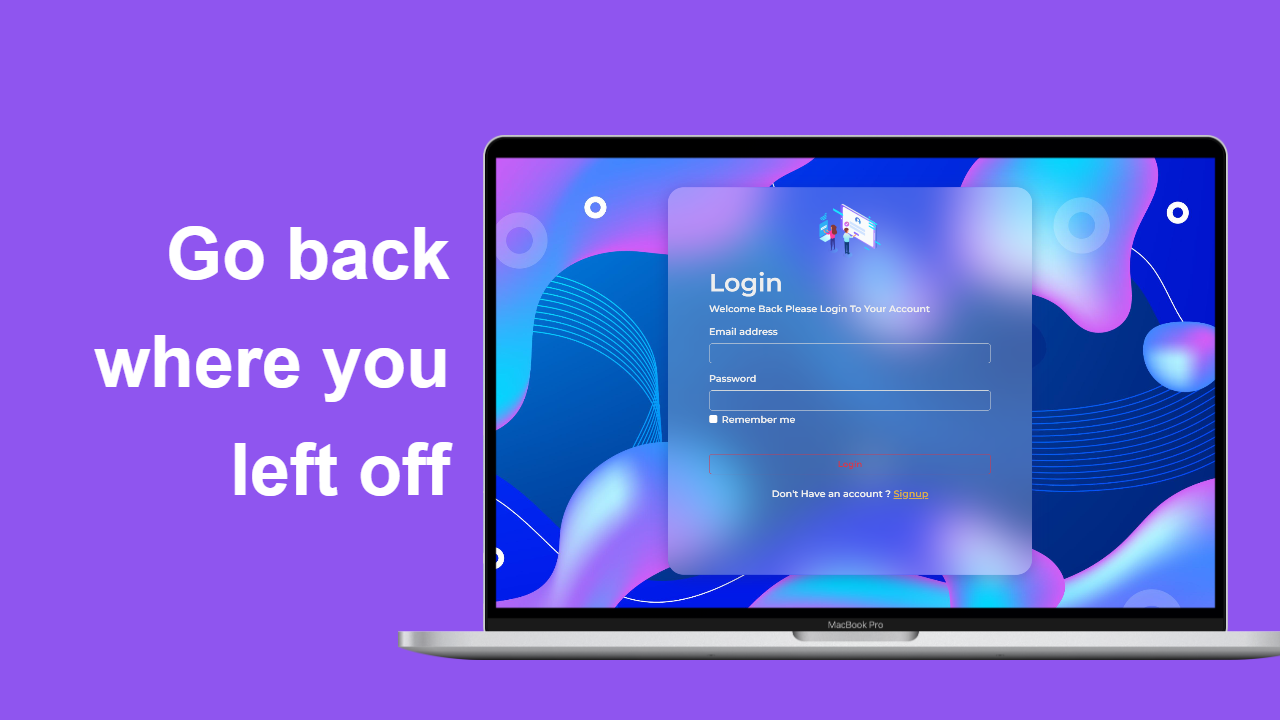 Go back
where you
left off
Login
Welcome Back Please Login To Your Account
Email address
Password
Remember me
Don't Have an account ? Signup
MacBook Pro